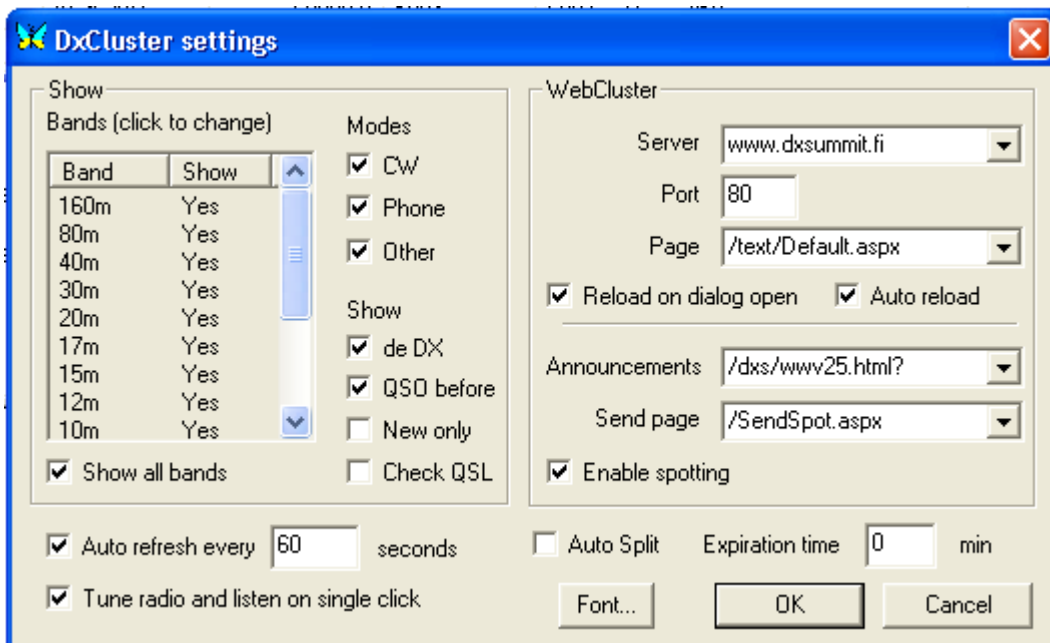 DxCluster settings
Show
Bands (click to change)
Band Show
160m Yes
80m Yes
40m Yes
30m Yes
20m Yes
17m Yes
15m Yes
12m Yes
10m Yes
Show all bands
Modes
CW
Phone
Other
Show
de DX
QSO before
New only
Check QSL
WebCluster
Server www.dxsummit.fi
Port 80
Page /text/Default.aspx
Reload on dialog open Auto reload
Announcements /dxs/wwv25.html?
Send page /SendSpot.aspx
Enable spotting
Auto refresh every 60 seconds
Auto Split Expiration time 0 min
Tune radio and listen on single click
Font... OK Cancel